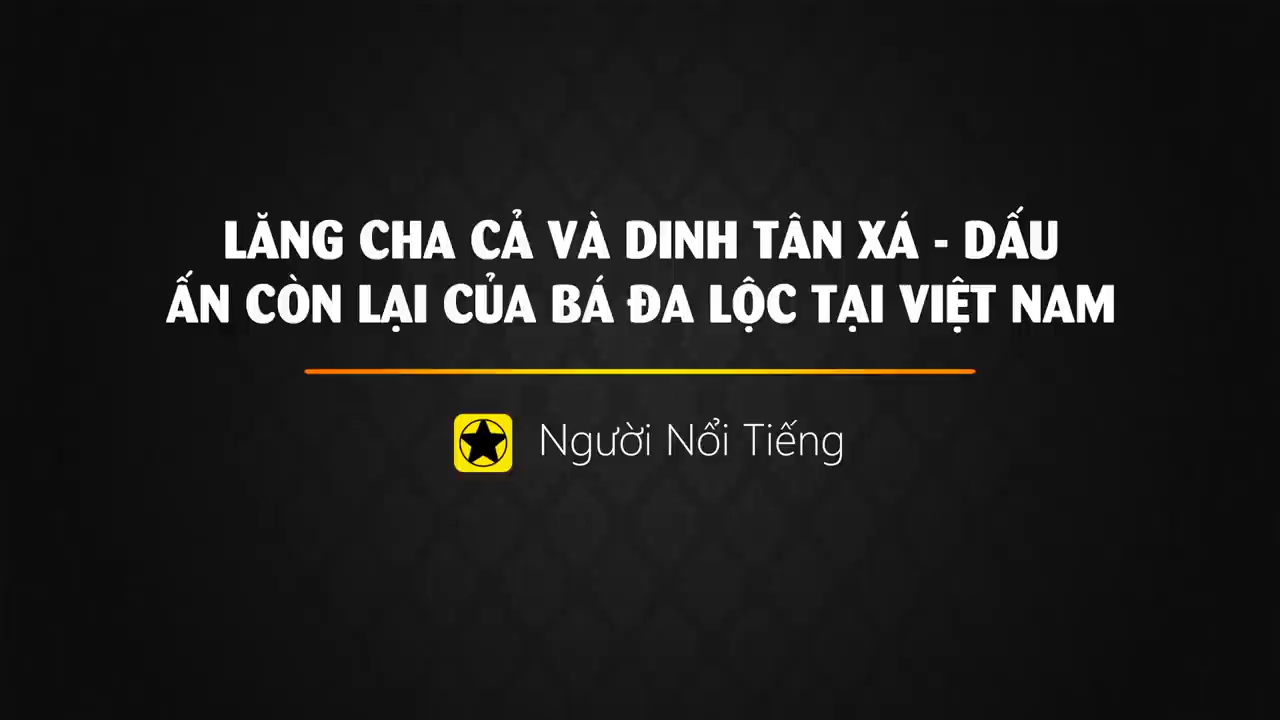 LĂNG CHA CẢ VÀ DINH TÂN XÁ - DẤU
ẤN CÒN LẠI CỦA BÁ ĐA LỘC TẠI VIỆT NAM
Người Nổi Tiếng